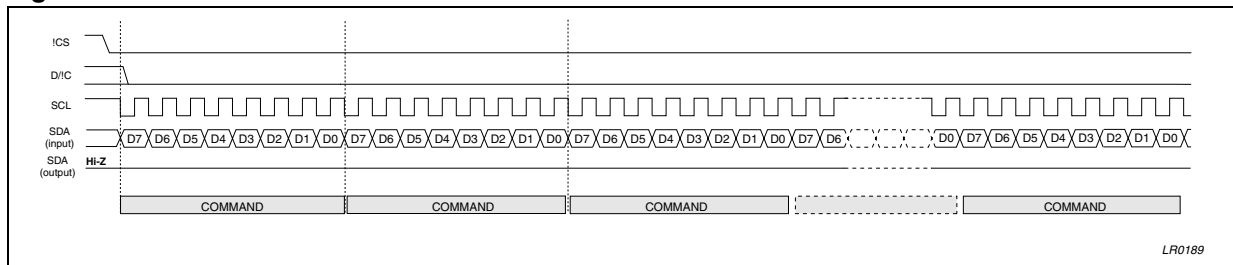 !CS
D/!C
SCL
SDA (input) D7 D6 D5 D4 D3 D2 D1 D0 D7 D6 D5 D4 D3 D2 D1 D0 D7 D6 D5 D4 D3 D2 D1 D0 D7 D6 D0 D7 D6 D5 D4 D3 D2 D1 D0
SDA (output) Hi-Z
COMMAND COMMAND COMMAND COMMAND
LR0189